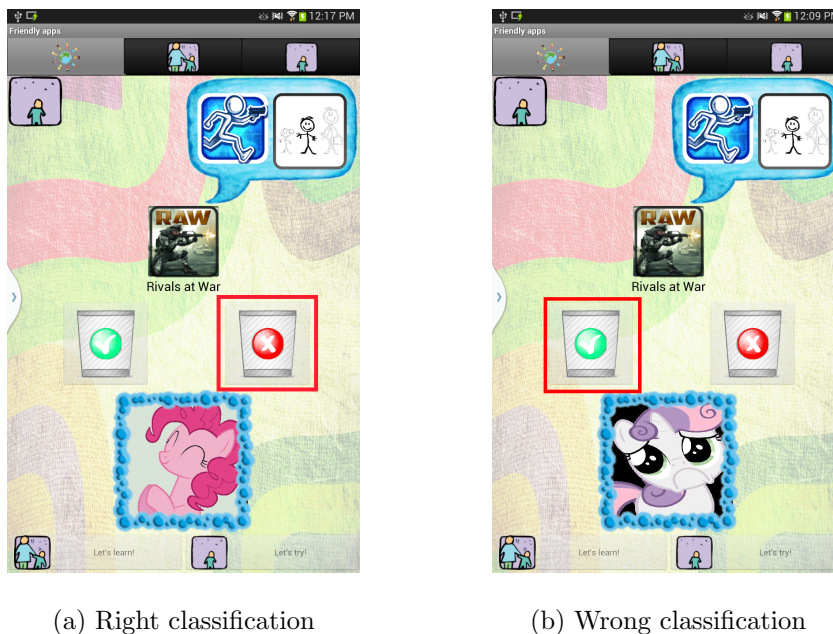 12:17 PM
Friendly apps
RAW
Rivals at War
Let's learn!
Let's try!
(a) Right classification
12:09 PM
Friendly apps
RAW
Rivals at War
Let's learn!
Let's try!
(b) Wrong classification